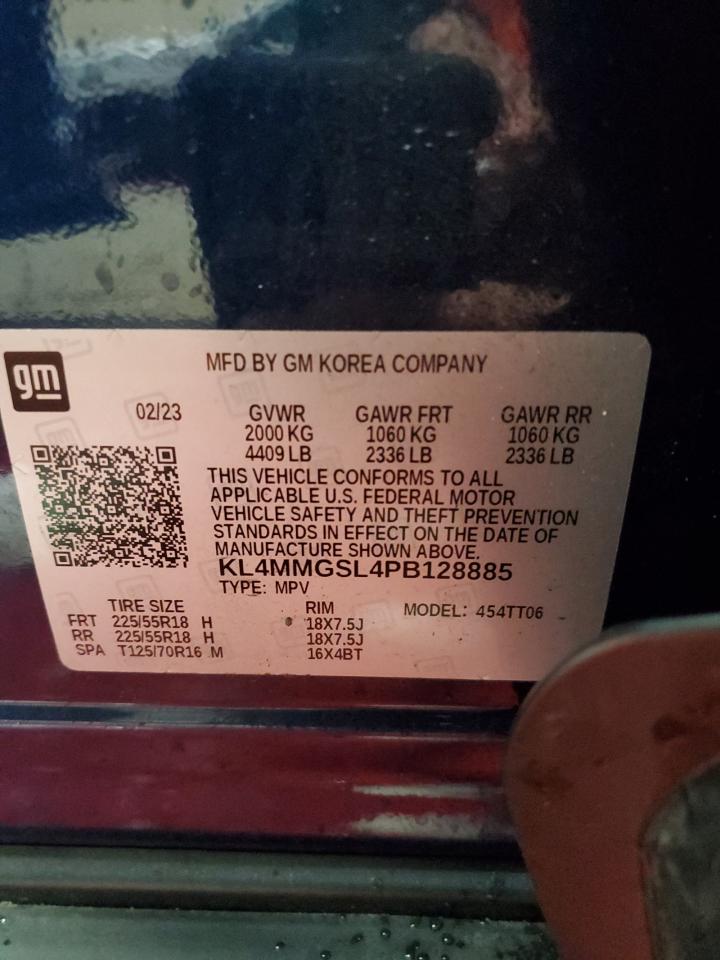 gm
MFD BY GM KOREA COMPANY
02/23 GVWR GAWR FRT GAWR RR
2000 KG 1060 KG 1060 KG
4409 LB 2336 LB 2336 LB
THIS VEHICLE CONFORMS TO ALL
APPLICABLE U.S. FEDERAL MOTOR
VEHICLE SAFETY AND THEFT PREVENTION
STANDARDS IN EFFECT ON THE DATE OF
MANUFACTURE SHOWN ABOVE.
KL4MMGSL4PB128885
TYPE: MPV
TIRE SIZE RIM MODEL: 454TT06
FRT 225/55R18 H 18X7.5J
RR 225/55R18 H 18X7.5J
SPA T125/70R16 M 16X4BT